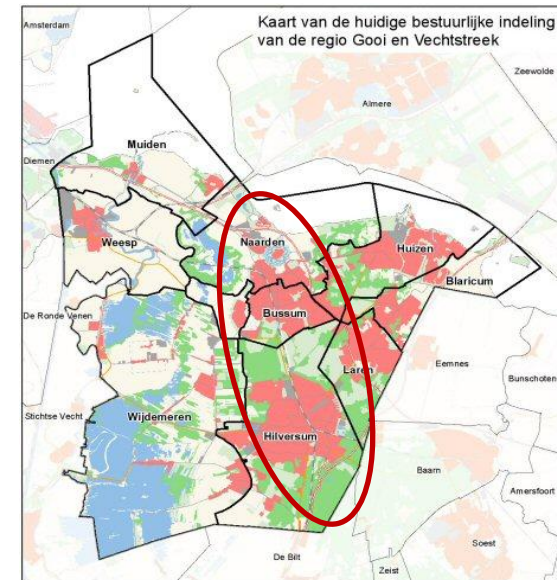 Kaart van de huidige bestuurlijke indeling
van de regio Gooi en Vechtstreek
Amsterdam
Zeewolde
Almere
Muiden
Diemen
Naarden
Weesp
Huizen
Blaricum
Bussum
De Ronde Venen
Laren
Eemnes
Bunschoten
Stichtse Vecht
Wijdemeren
Hilversum
Baarn
Amersfoort
Soest
De Bilt
Zeist